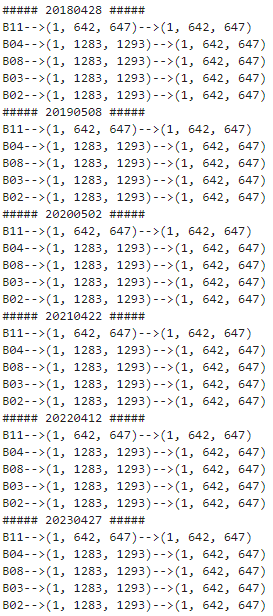 ##### 20180428 #####
B11-->(1, 642, 647)-->(1, 642, 647)
B04-->(1, 1283, 1293)-->(1, 642, 647)
B08-->(1, 1283, 1293)-->(1, 642, 647)
B03-->(1, 1283, 1293)-->(1, 642, 647)
B02-->(1, 1283, 1293)-->(1, 642, 647)
##### 20190508 #####
B11-->(1, 642, 647)-->(1, 642, 647)
B04-->(1, 1283, 1293)-->(1, 642, 647)
B08-->(1, 1283, 1293)-->(1, 642, 647)
B03-->(1, 1283, 1293)-->(1, 642, 647)
B02-->(1, 1283, 1293)-->(1, 642, 647)
##### 20200502 #####
B11-->(1, 642, 647)-->(1, 642, 647)
B04-->(1, 1283, 1293)-->(1, 642, 647)
B08-->(1, 1283, 1293)-->(1, 642, 647)
B03-->(1, 1283, 1293)-->(1, 642, 647)
B02-->(1, 1283, 1293)-->(1, 642, 647)
##### 20210422 #####
B11-->(1, 642, 647)-->(1, 642, 647)
B04-->(1, 1283, 1293)-->(1, 642, 647)
B08-->(1, 1283, 1293)-->(1, 642, 647)
B03-->(1, 1283, 1293)-->(1, 642, 647)
B02-->(1, 1283, 1293)-->(1, 642, 647)
##### 20220412 #####
B11-->(1, 642, 647)-->(1, 642, 647)
B04-->(1, 1283, 1293)-->(1, 642, 647)
B08-->(1, 1283, 1293)-->(1, 642, 647)
B03-->(1, 1283, 1293)-->(1, 642, 647)
B02-->(1, 1283, 1293)-->(1, 642, 647)
##### 20230427 #####
B11-->(1, 642, 647)-->(1, 642, 647)
B04-->(1, 1283, 1293)-->(1, 642, 647)
B08-->(1, 1283, 1293)-->(1, 642, 647)
B03-->(1, 1283, 1293)-->(1, 642, 647)
B02-->(1, 1283, 1293)-->(1, 642, 647)